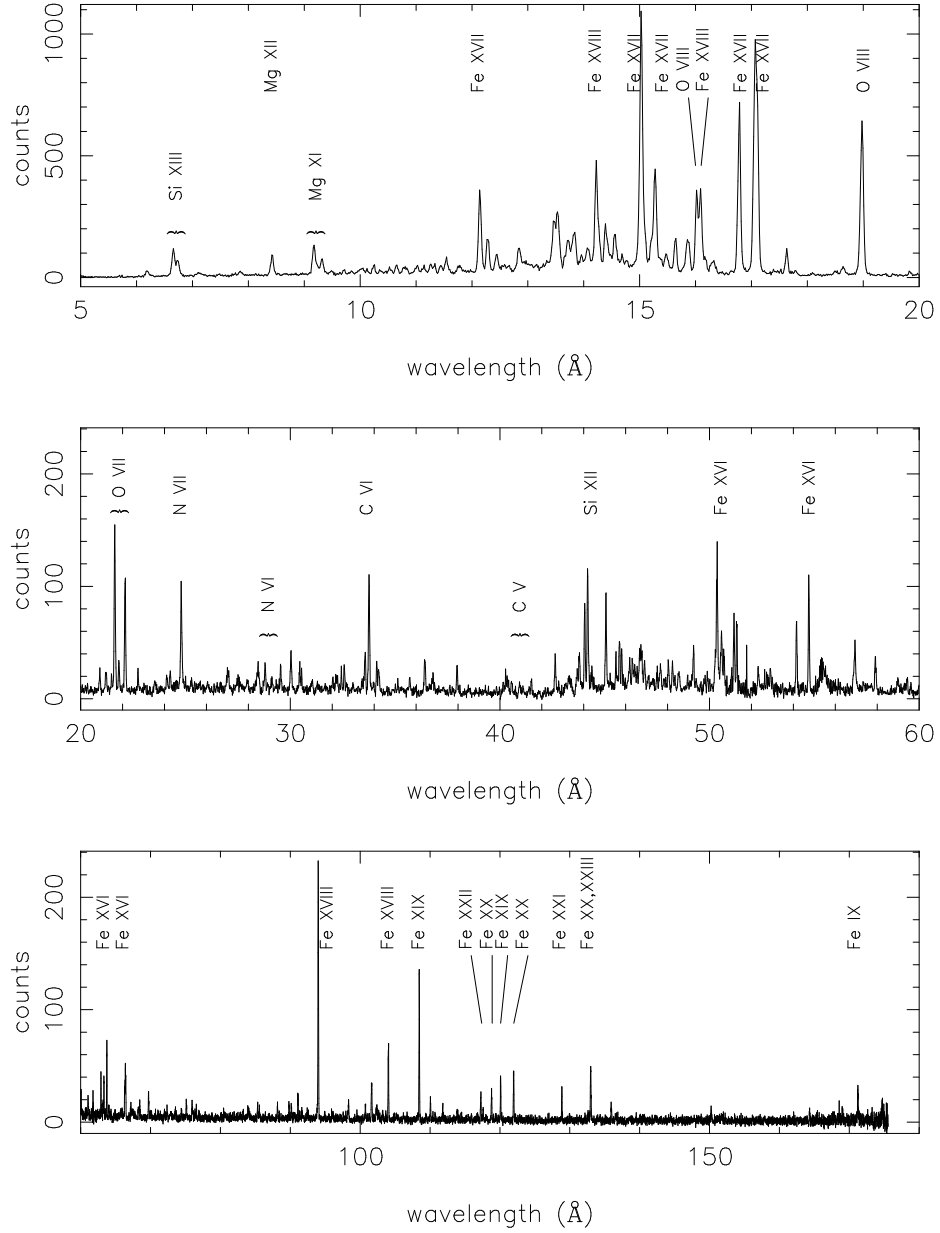 counts
1000
500
0
Si XIII
Mg XII
Mg XI
Fe XVII
Fe XVIII
Fe XVII
Fe XVII
O VIII
Fe XVIII
Fe XVII
Fe XVII
O VIII
5 10 15 20
wavelength (Å)
counts
200
100
0
O VII
N VII
N VI
C VI
C V
Si XII
Fe XVI
Fe XVI
20 30 40 50 60
wavelength (Å)
counts
200
100
0
Fe XVI
Fe XVI
Fe XVIII
Fe XVIII
Fe XIX
Fe XXII
Fe XX
Fe XIX
Fe XX
Fe XXI
Fe XX,XXIII
Fe IX
100 150
wavelength (Å)